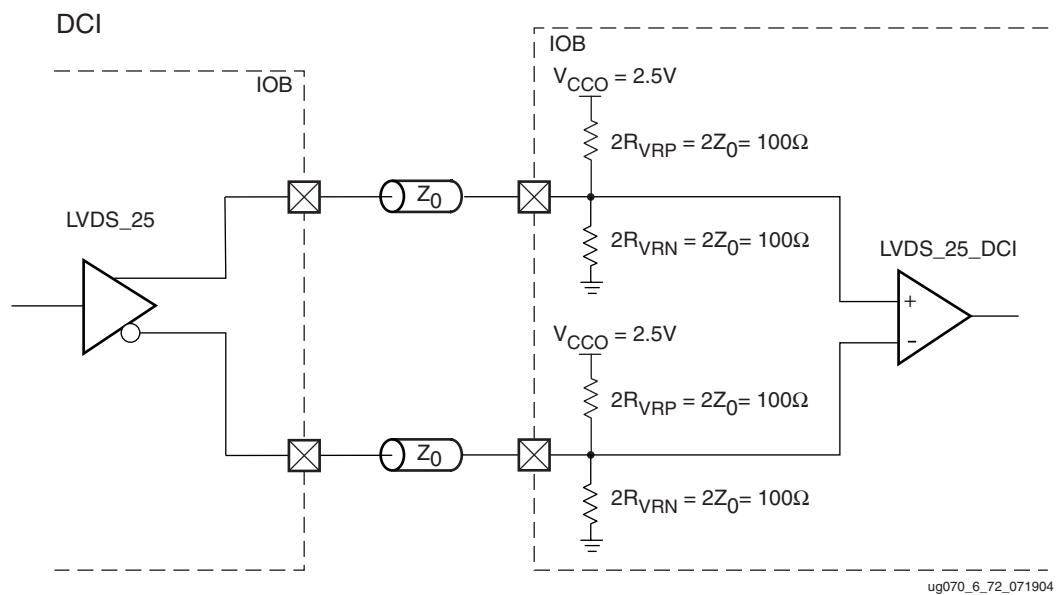 DCI
IOB
IOB
VCCO = 2.5V
2RVRP = 2Z0= 100Ω
Z0
LVDS_25
2RVRN = 2Z0= 100Ω
LVDS_25_DCI
+
-
VCCO = 2.5V
2RVRP = 2Z0= 100Ω
Z0
2RVRN = 2Z0= 100Ω
ug070_6_72_071904